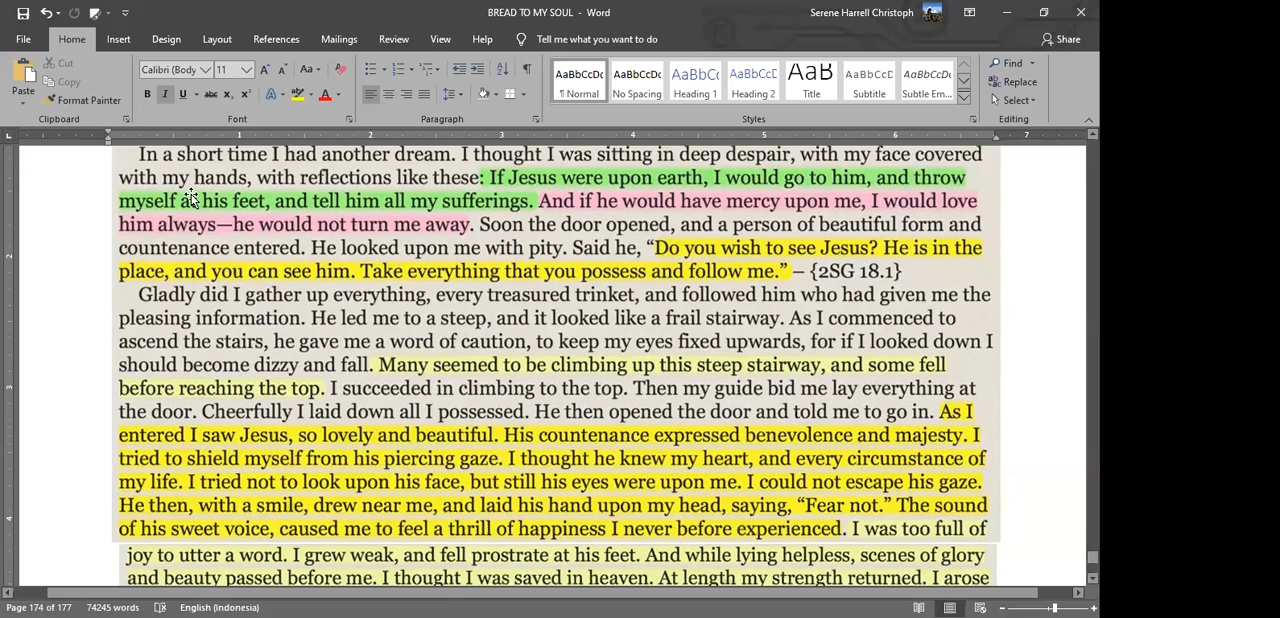 BREAD TO MY SOUL - Word
Serene Harrell Christoph
File Home Insert Design Layout References Mailings Review View Help Tell me what you want to do Share
Paste
Cut
Copy
Format Painter
Clipboard
Calibri (Body 11
Font
Paragraph
AaBbCcDc AaBbCcDc AaBbCc AaBbCcD AaB AaBbCcD AaBbCcDc
¶ Normal No Spacing Heading 1 Heading 2 Title Subtitle Subtle Em...
Styles
Find
Replace
Select
Editing
1 2 3 4 5 6 7
In a short time I had another dream. I thought I was sitting in deep despair, with my face covered
with my hands, with reflections like these: If Jesus were upon earth, I would go to him, and throw
myself at his feet, and tell him all my sufferings. And if he would have mercy upon me, I would love
him always—he would not turn me away. Soon the door opened, and a person of beautiful form and
countenance entered. He looked upon me with pity. Said he, “Do you wish to see Jesus? He is in the
place, and you can see him. Take everything that you possess and follow me.” – {2SG 18.1}
Gladly did I gather up everything, every treasured trinket, and followed him who had given me the
pleasing information. He led me to a steep, and it looked like a frail stairway. As I commenced to
ascend the stairs, he gave me a word of caution, to keep my eyes fixed upwards, for if I looked down I
should become dizzy and fall. Many seemed to be climbing up this steep stairway, and some fell
before reaching the top. I succeeded in climbing to the top. Then my guide bid me lay everything at
the door. Cheerfully I laid down all I possessed. He then opened the door and told me to go in. As I
entered I saw Jesus, so lovely and beautiful. His countenance expressed benevolence and majesty. I
tried to shield myself from his piercing gaze. I thought he knew my heart, and every circumstance of
my life. I tried not to look upon his face, but still his eyes were upon me. I could not escape his gaze.
He then, with a smile, drew near me, and laid his hand upon my head, saying, “Fear not.” The sound
of his sweet voice, caused me to feel a thrill of happiness I never before experienced. I was too full of
joy to utter a word. I grew weak, and fell prostrate at his feet. And while lying helpless, scenes of glory
and beauty passed before me. I thought I was saved in heaven. At length my strength returned. I arose
Page 174 of 177 74245 words English (Indonesia)